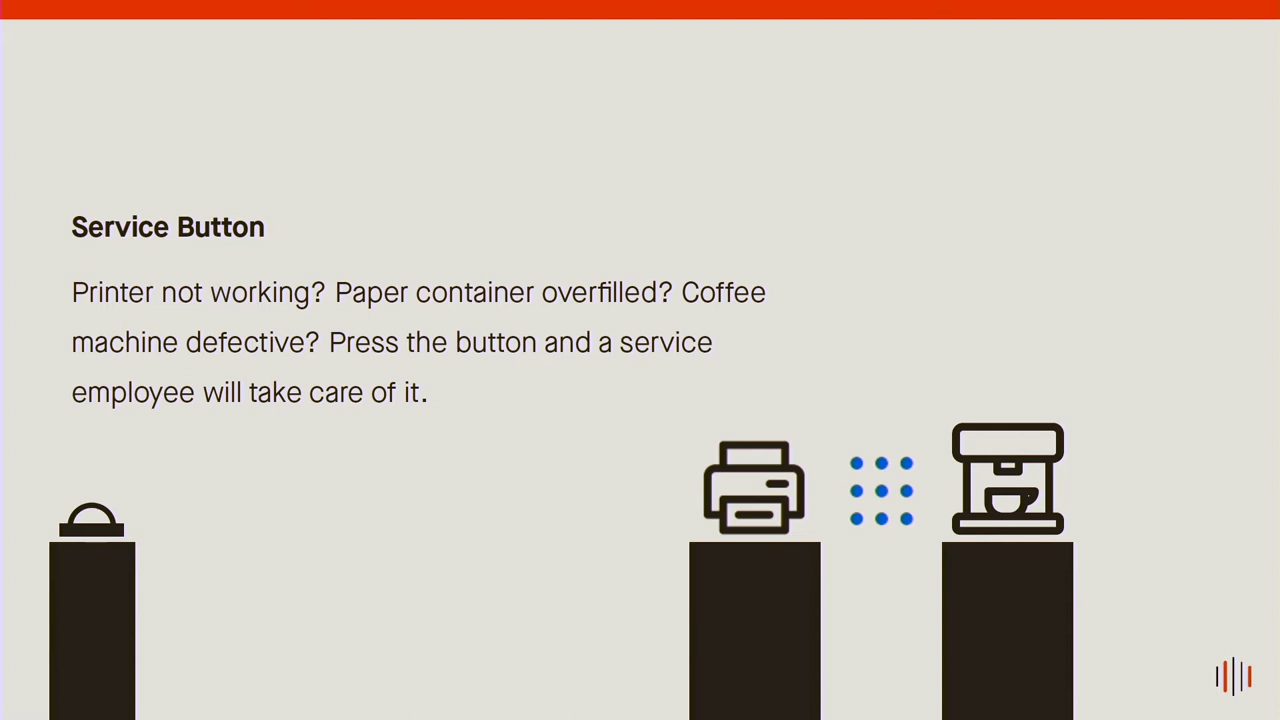 Service Button
Printer not working? Paper container overfilled? Coffee
machine defective? Press the button and a service
employee will take care of it.